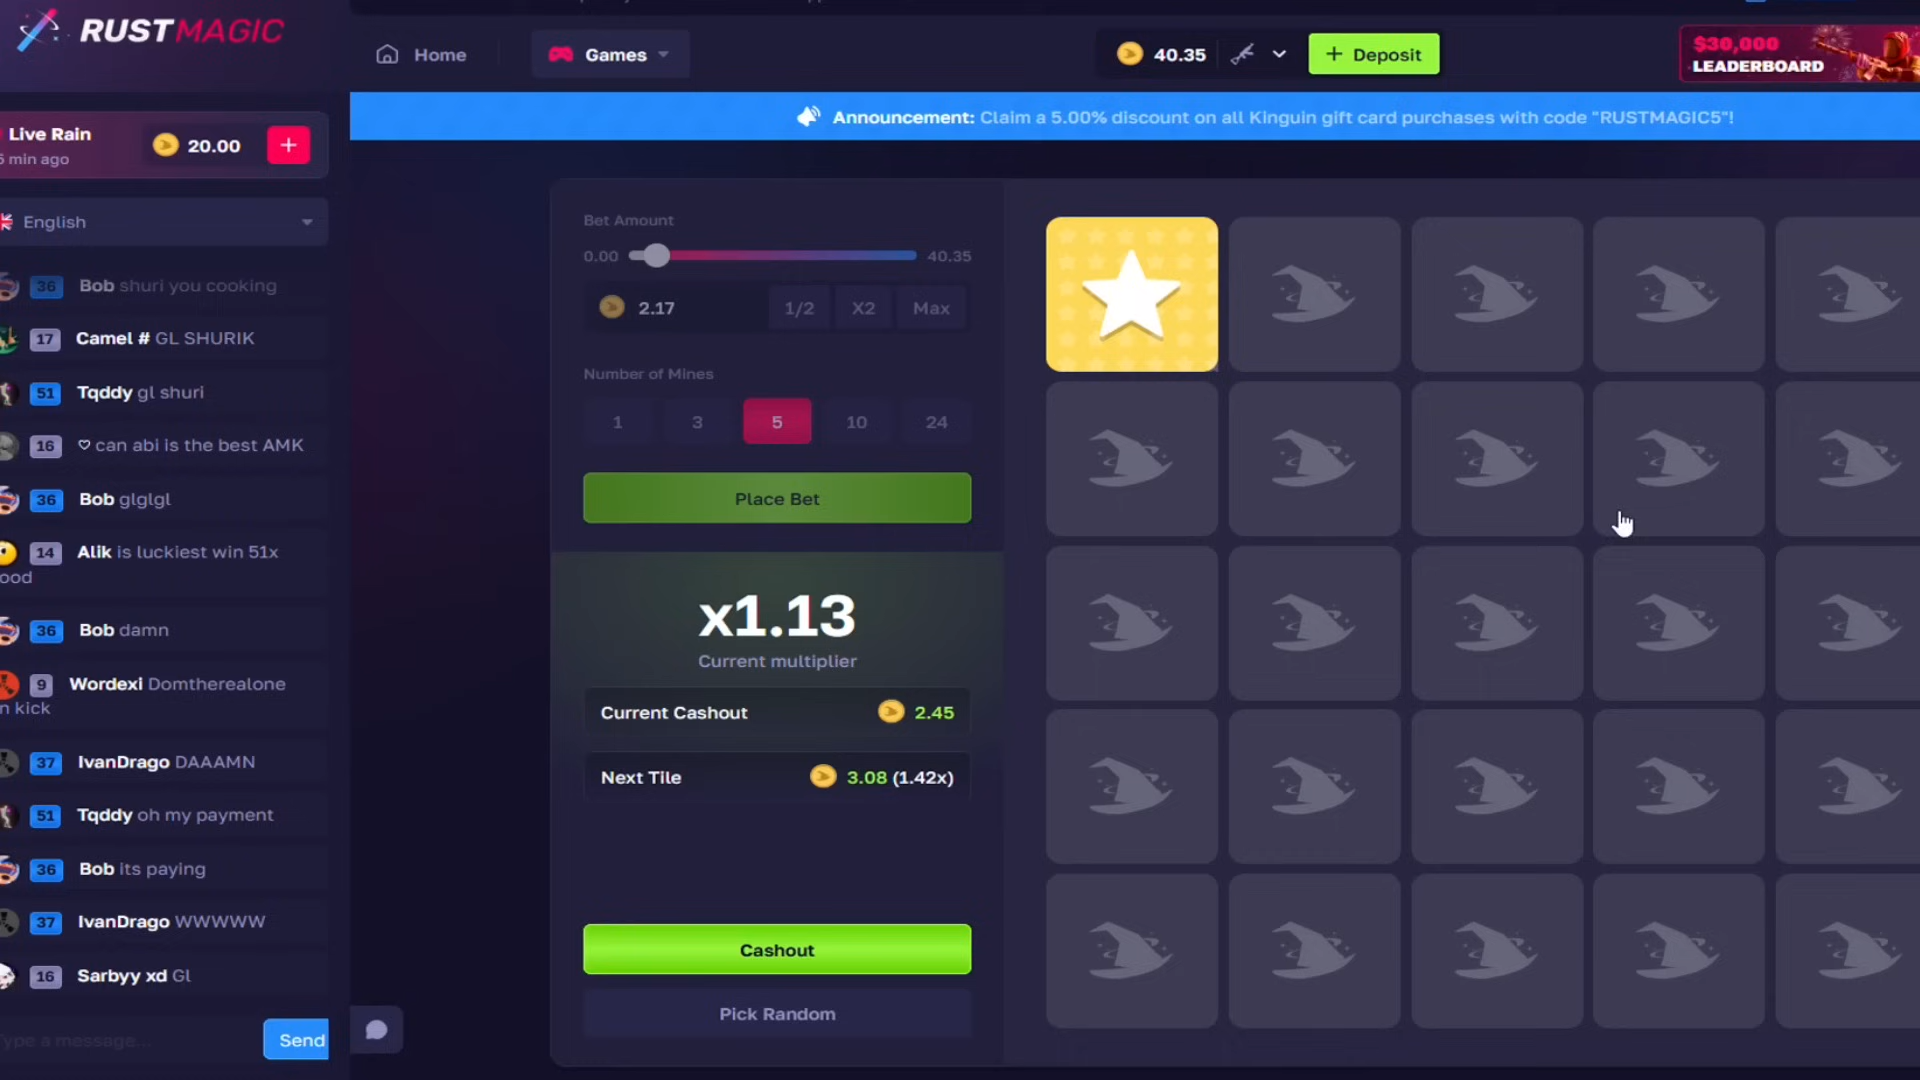 RUSTMAGIC
Home
Games
40.35
+ Deposit
$30,000
LEADERBOARD
Announcement: Claim a 5.00% discount on all Kinguin gift card purchases with code "RUSTMAGIC5"!
Live Rain
min ago
20.00
+
English
36 Bob shuri you cooking
17 Camel # GL SHURIK
51 Tqddy gl shuri
16 can abi is the best AMK
36 Bob glglgl
14 Alik is luckiest win 51x
ood
36 Bob damn
9 Wordexi Domtherealone
n kick
37 IvanDrago DAAAMN
51 Tqddy oh my payment
36 Bob its paying
37 IvanDrago WWWWW
16 Sarbyy xd Gl
Type a message...
Send
Bet Amount
0.00
40.35
2.17
1/2
X2
Max
Number of Mines
1
3
5
10
24
Place Bet
x1.13
Current multiplier
Current Cashout
2.45
Next Tile
3.08 (1.42x)
Cashout
Pick Random